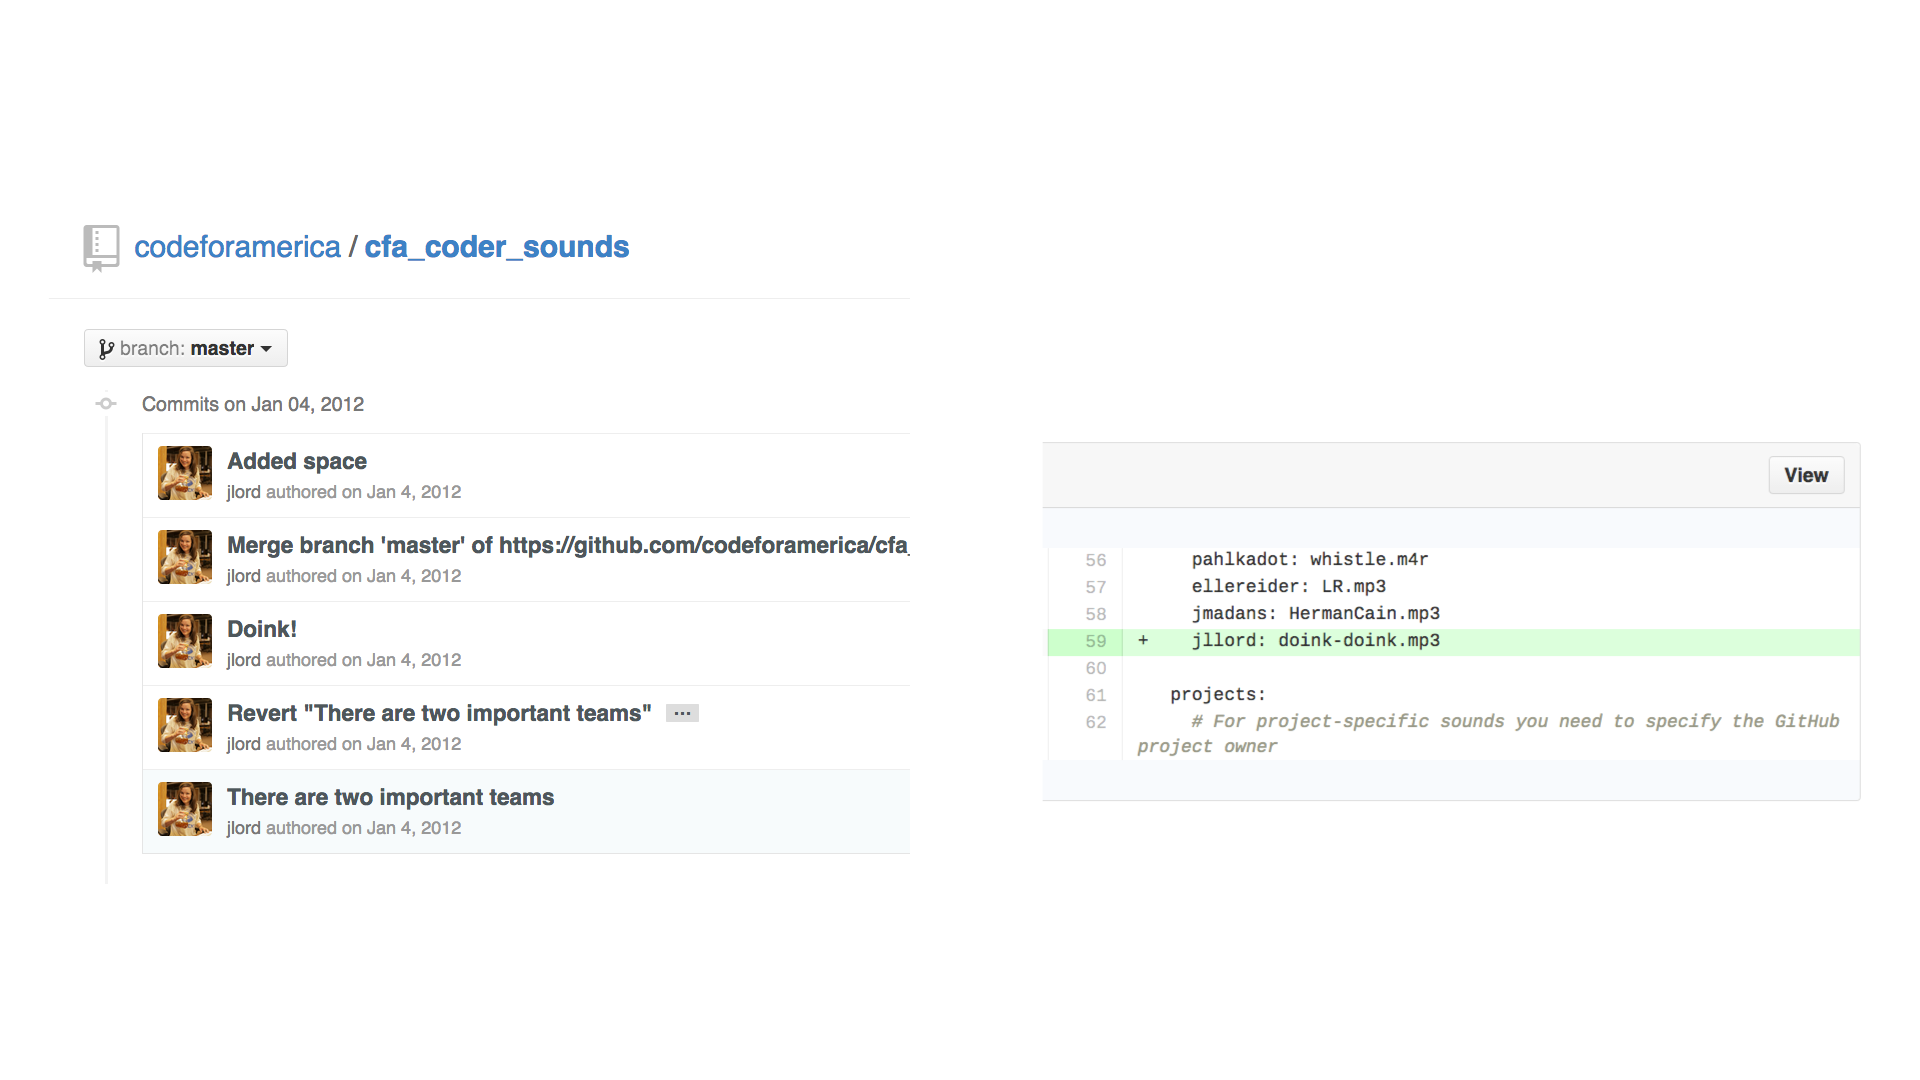 codeforamerica / cfa_coder_sounds
branch: master
Commits on Jan 04, 2012
Added space
jlord authored on Jan 4, 2012
Merge branch 'master' of https://github.com/codeforamerica/cfa_
jlord authored on Jan 4, 2012
Doink!
jlord authored on Jan 4, 2012
Revert "There are two important teams" ...
jlord authored on Jan 4, 2012
There are two important teams
jlord authored on Jan 4, 2012
View
56 pahlkadot: whistle.m4r
57 ellereider: LR.mp3
58 jmadans: HermanCain.mp3
59 + jllord: doink-doink.mp3
60
61 projects:
62 # For project-specific sounds you need to specify the GitHub
project owner